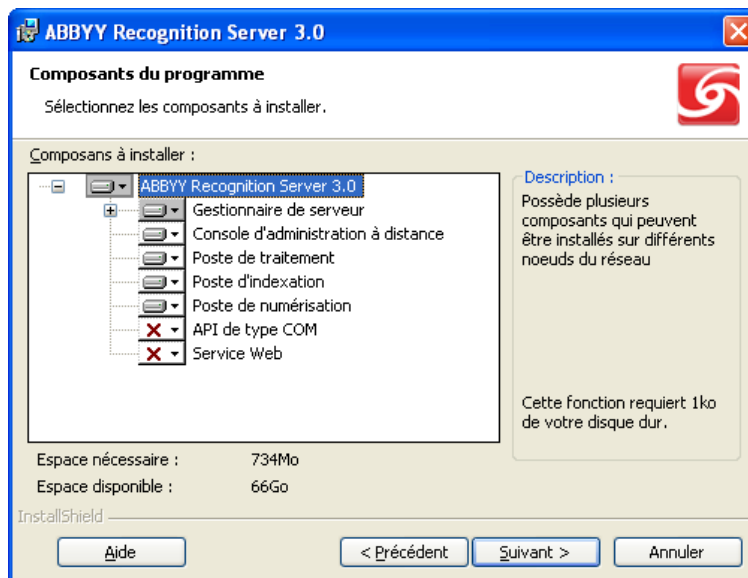 ABBYY Recognition Server 3.0
Composants du programme
Sélectionnez les composants à installer.
Composans à installer :
ABBYY Recognition Server 3.0
Gestionnaire de serveur
Console d'administration à distance
Poste de traitement
Poste d'indexation
Poste de numérisation
API de type COM
Service Web
Description :
Possède plusieurs
composants qui peuvent
être installés sur différents
noeuds du réseau
Cette fonction requiert 1ko
de votre disque dur.
Espace nécessaire : 734Mo
Espace disponible : 66Go
InstallShield
Aide < Précédent Suivant > Annuler